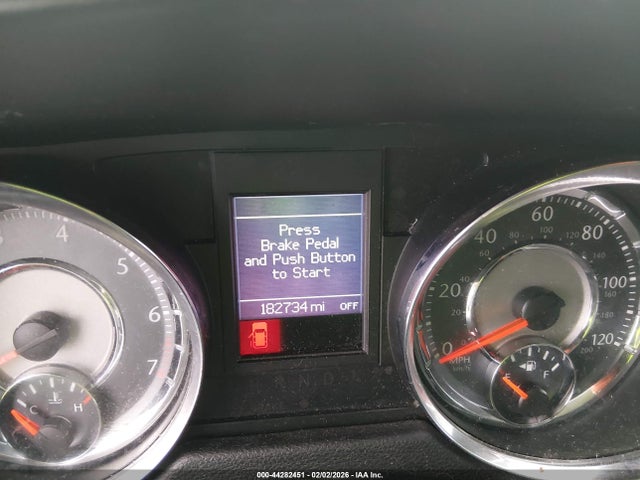 Press
Brake Pedal
and Push Button
to Start
182734 mi OFF
4
5
6
7
C H
0
20
40
60
80
100
120
MPH
km/h
F
000-44282451 - 02/02/2026 - IAA Inc.